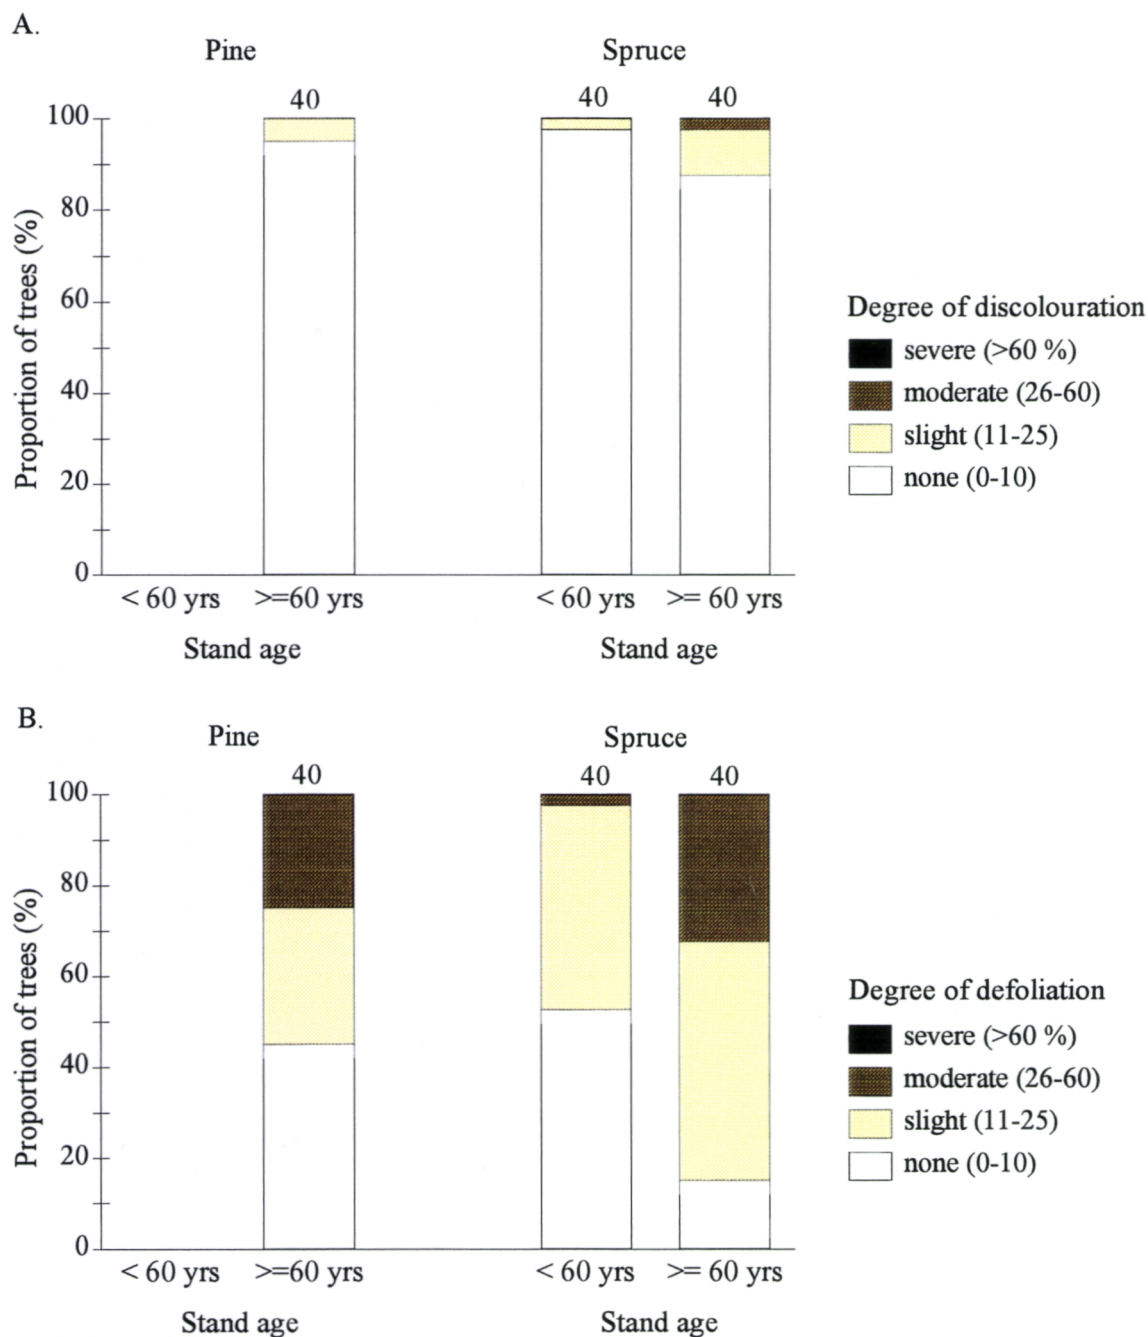 A.
Pine
Spruce
40
40
40
100
80
60
40
20
0
Proportion of trees (%)
< 60 yrs
>=60 yrs
< 60 yrs
>= 60 yrs
Stand age
Stand age
Degree of discolouration
severe (>60 %)
moderate (26-60)
slight (11-25)
none (0-10)
B.
Pine
Spruce
40
40
40
100
80
60
40
20
0
Proportion of trees (%)
< 60 yrs
>=60 yrs
< 60 yrs
>= 60 yrs
Stand age
Stand age
Degree of defoliation
severe (>60 %)
moderate (26-60)
slight (11-25)
none (0-10)